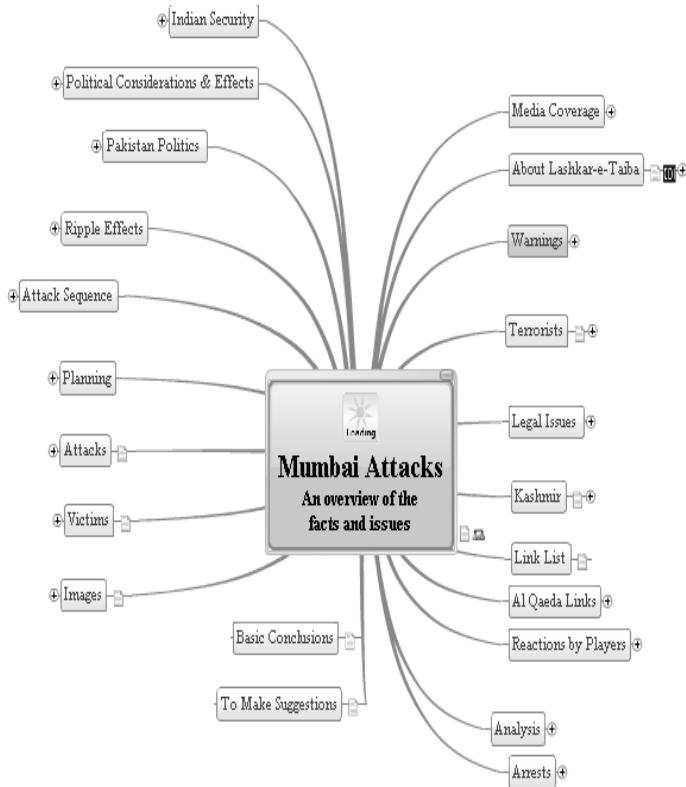 Indian Security
Political Considerations & Effects
Pakistan Politics
Ripple Effects
Attack Sequence
Planning
Attacks
Victims
Images
Basic Conclusions
To Make Suggestions
Loading
Mumbai Attacks
An overview of the
facts and issues
Media Coverage
About Lashkar-e-Taiba
Warnings
Terrorists
Legal Issues
Kashmir
Link List
Al Qaeda Links
Reactions by Players
Analysis
Arrests